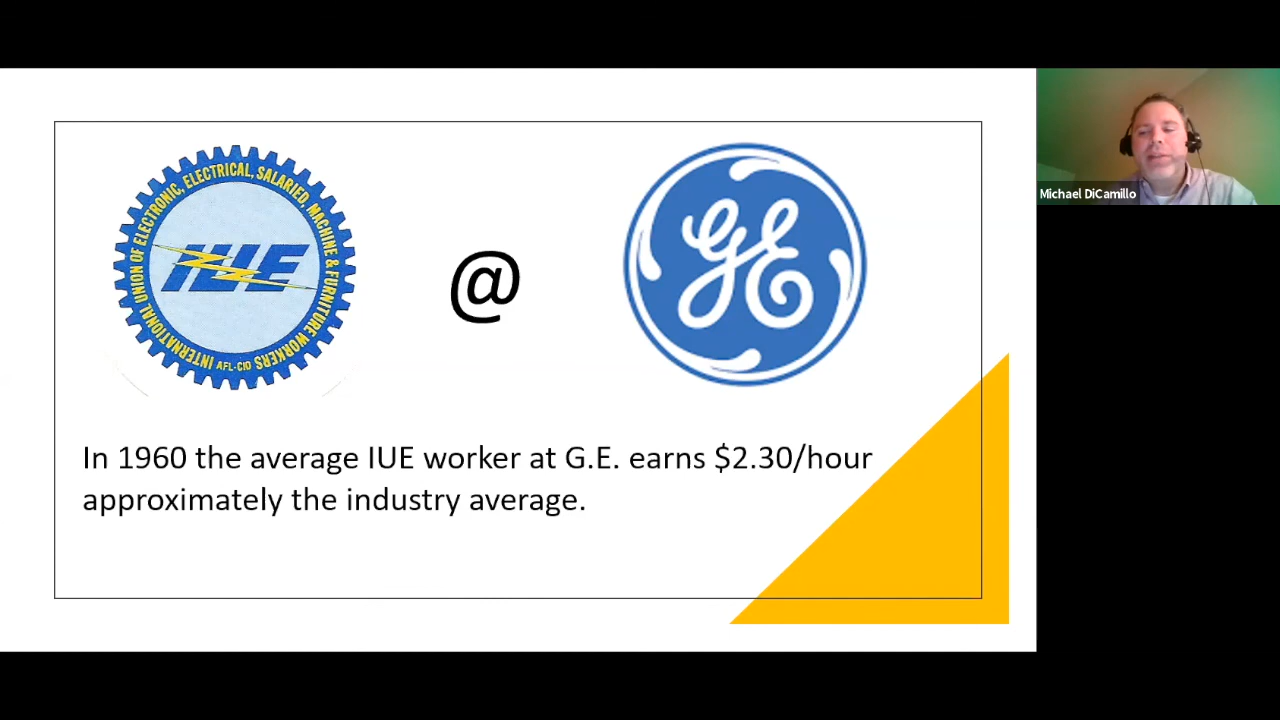 INTERNATIONAL UNION OF ELECTRONIC, ELECTRICAL, SALARIED, MACHINE & FURNITURE WORKERS
IUE
AFL-CIO
@
GE
Michael DiCamillo
In 1960 the average IUE worker at G.E. earns $2.30/hour
approximately the industry average.